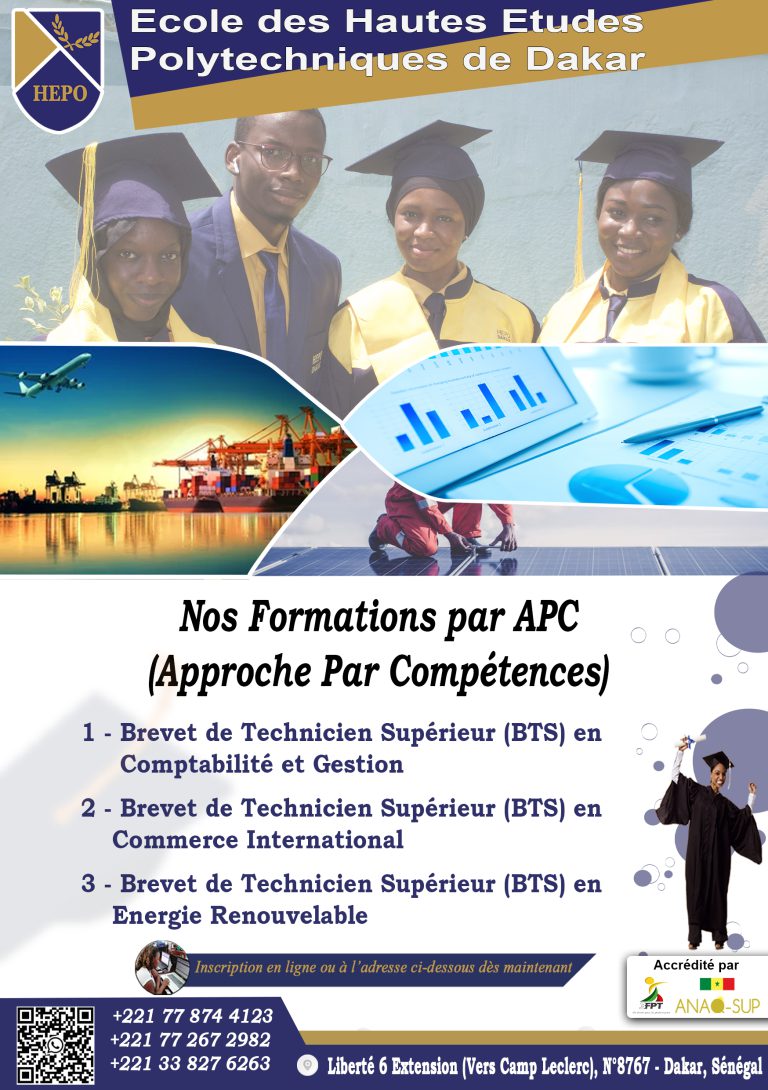 Ecole des Hautes Etudes
Polytechniques de Dakar
HEPO
Nos Formations par APC
(Approche Par Compétences)
1 - Brevet de Technicien Supérieur (BTS) en
Comptabilité et Gestion
2 - Brevet de Technicien Supérieur (BTS) en
Commerce International
3 - Brevet de Technicien Supérieur (BTS) en
Energie Renouvelable
Inscription en ligne ou à l'adresse ci-dessous dès maintenant
Accrédité par
FPT
ANAQ-SUP
+221 77 874 4123
+221 77 267 2982
+221 33 827 6263
Liberté 6 Extension (Vers Camp Leclerc), N°8767 - Dakar, Sénégal